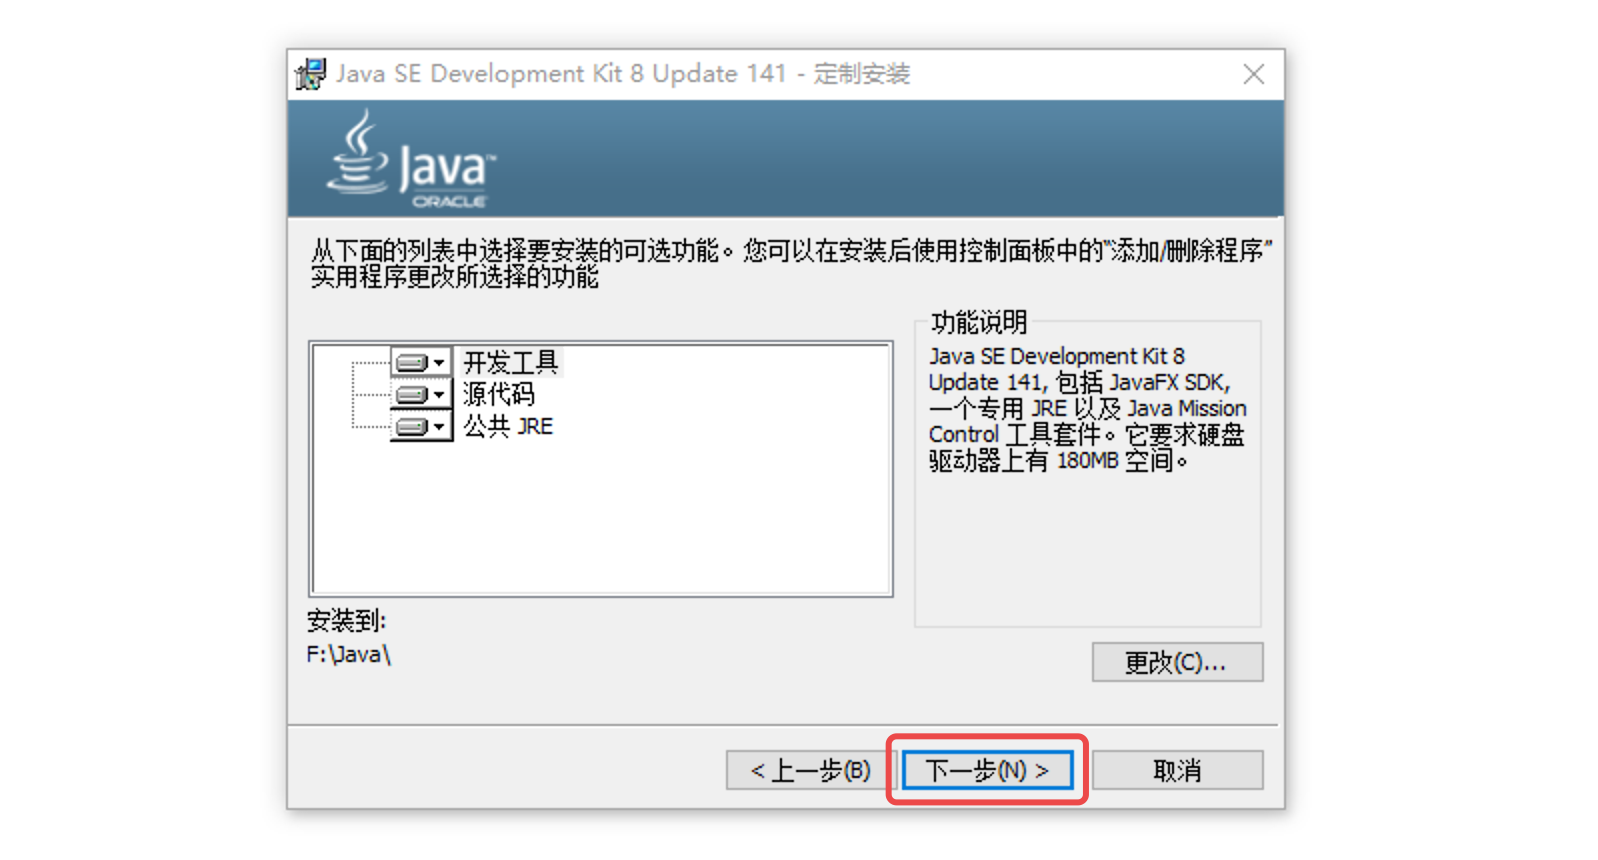 Java SE Development Kit 8 Update 141 - 定制安装
Java™
ORACLE
从下面的列表中选择要安装的可选功能。您可以在安装后使用控制面板中的“添加/删除程序”
实用程序更改所选择的功能
开发工具
源代码
公共 JRE
功能说明
Java SE Development Kit 8
Update 141, 包括 JavaFX SDK,
一个专用 JRE 以及 Java Mission
Control 工具套件。它要求硬盘
驱动器上有 180MB 空间。
安装到:
F:\Java\
更改(C)...
< 上一步(B)
下一步(N) >
取消